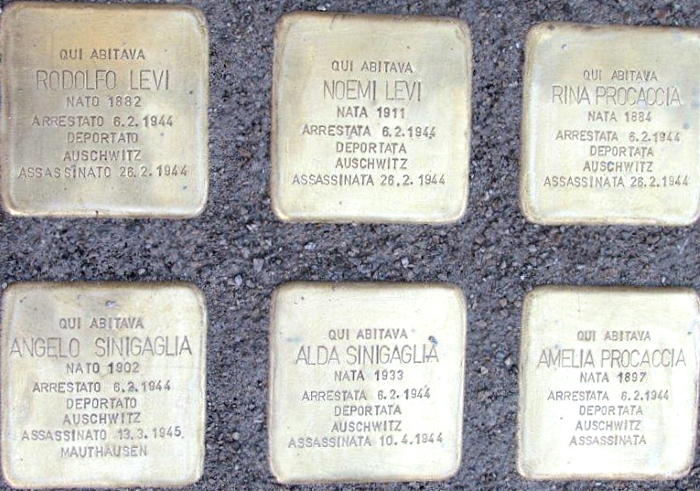 QUI ABITAVA
RODOLFO LEVI
NATO 1882
ARRESTATO 6.2.1944
DEPORTATO
AUSCHWITZ
ASSASSINATO 26.2.1944
QUI ABITAVA
NOEMI LEVI
NATA 1911
ARRESTATA 6.2.1944
DEPORTATA
AUSCHWITZ
ASSASSINATA 26.2.1944
QUI ABITAVA
RINA PROCACCIA
NATA 1884
ARRESTATA 6.2.1944
DEPORTATA
AUSCHWITZ
ASSASSINATA 26.2.1944
QUI ABITAVA
ANGELO SINIGAGLIA
NATO 1902
ARRESTATO 6.2.1944
DEPORTATO
AUSCHWITZ
ASSASSINATO 13.3.1945
MAUTHAUSEN
QUI ABITAVA
ALDA SINIGAGLIA
NATA 1933
ARRESTATA 6.2.1944
DEPORTATA
AUSCHWITZ
ASSASSINATA 10.4.1944
QUI ABITAVA
AMELIA PROCACCIA
NATA 1897
ARRESTATA 6.2.1944
DEPORTATA
AUSCHWITZ
ASSASSINATA